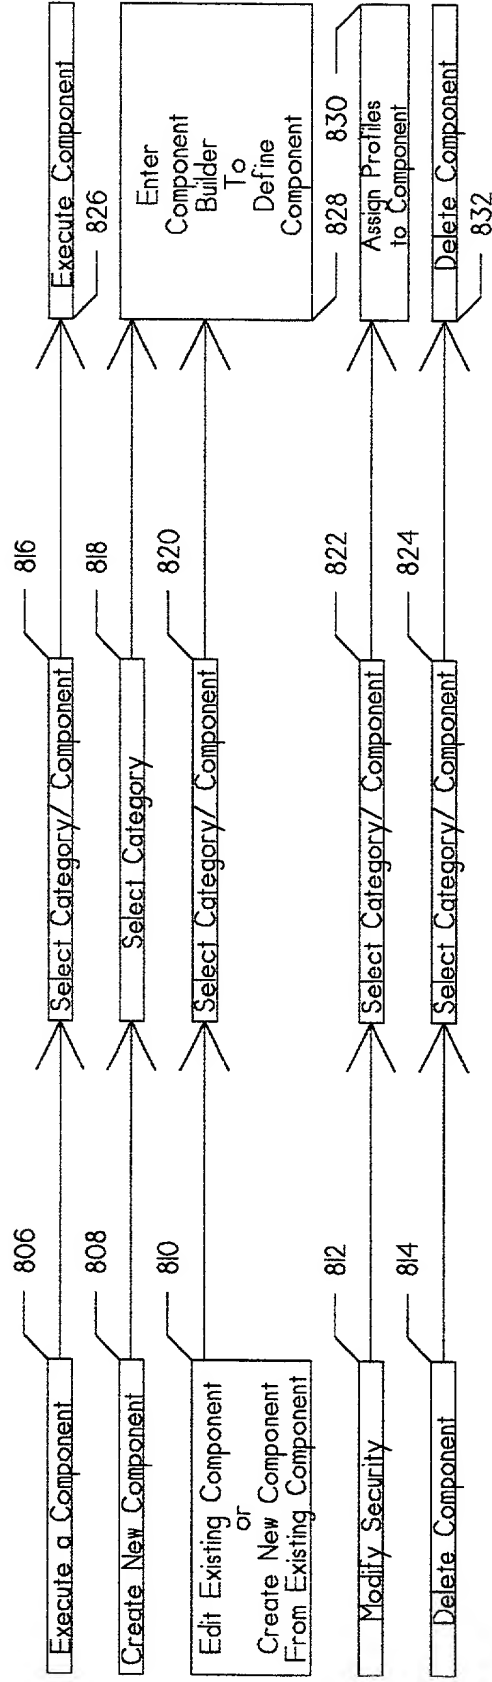 806
Execute a Component
816
Select Category/ Component
Execute Component
826
808
Create New Component
818
Select Category
Enter
Component
Builder
To
Define
Component
828
810
Edit Existing Component
or
Create New Component
From Existing Component
820
Select Category/ Component
812
Modify Security
822
Select Category/ Component
830
Assign Profiles
to Component
814
Delete Component
824
Select Category/ Component
Delete Component
832